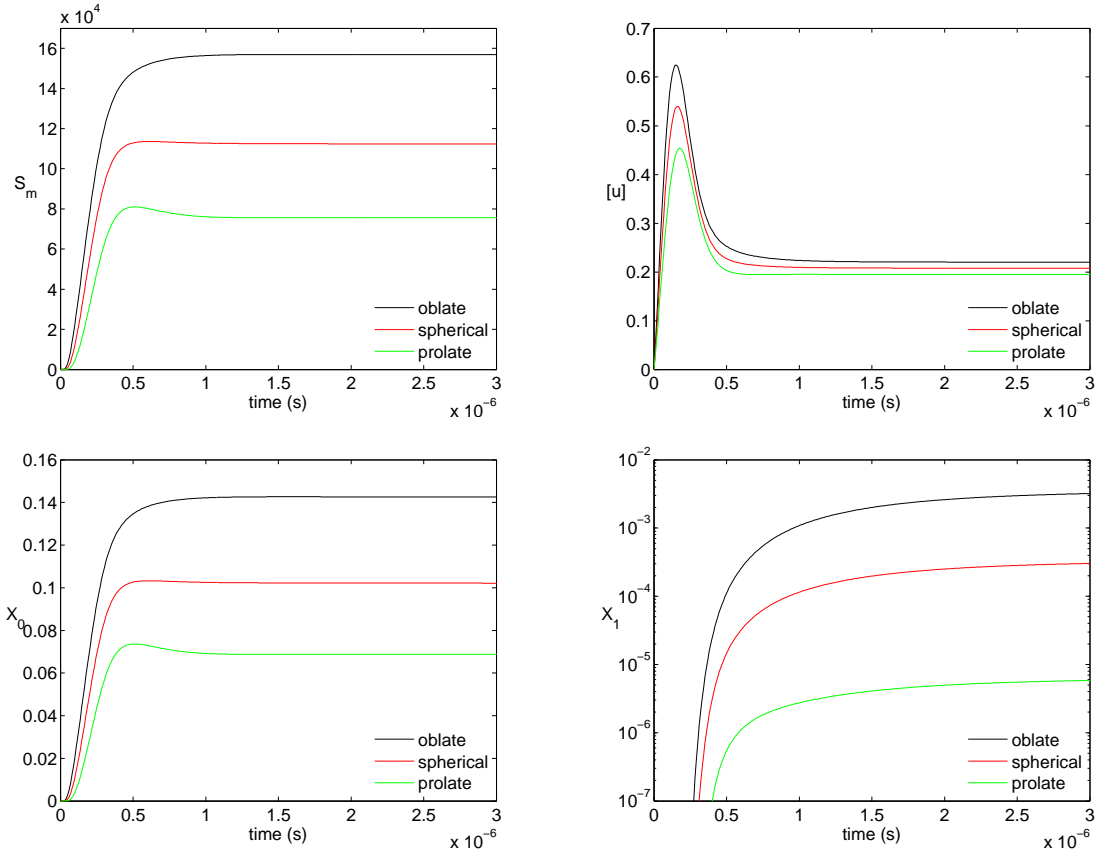 x 10⁴
16
14
12
10
8
6
4
2
0
S_m
oblate
spherical
prolate
0 0.5 1 1.5 2 2.5 3
time (s)
x 10⁻⁶
0.7
0.6
0.5
0.4
0.3
0.2
0.1
0
[u]
oblate
spherical
prolate
0 0.5 1 1.5 2 2.5 3
time (s)
x 10⁻⁶
0.16
0.14
0.12
0.1
0.08
0.06
0.04
0.02
0
X_0
oblate
spherical
prolate
0 0.5 1 1.5 2 2.5 3
time (s)
x 10⁻⁶
10⁻²
10⁻³
10⁻⁴
10⁻⁵
10⁻⁶
10⁻⁷
X_1
oblate
spherical
prolate
0 0.5 1 1.5 2 2.5 3
time (s)
x 10⁻⁶